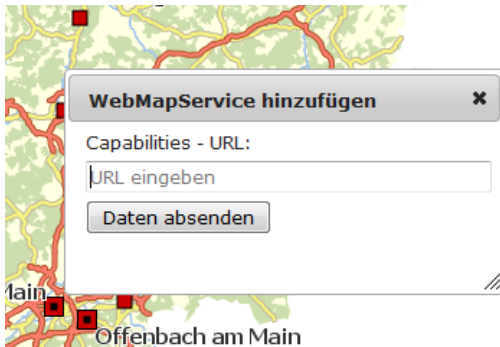 WebMapService hinzufügen
Capabilities - URL:
URL eingeben
Daten absenden
Main
Offenbach am Main